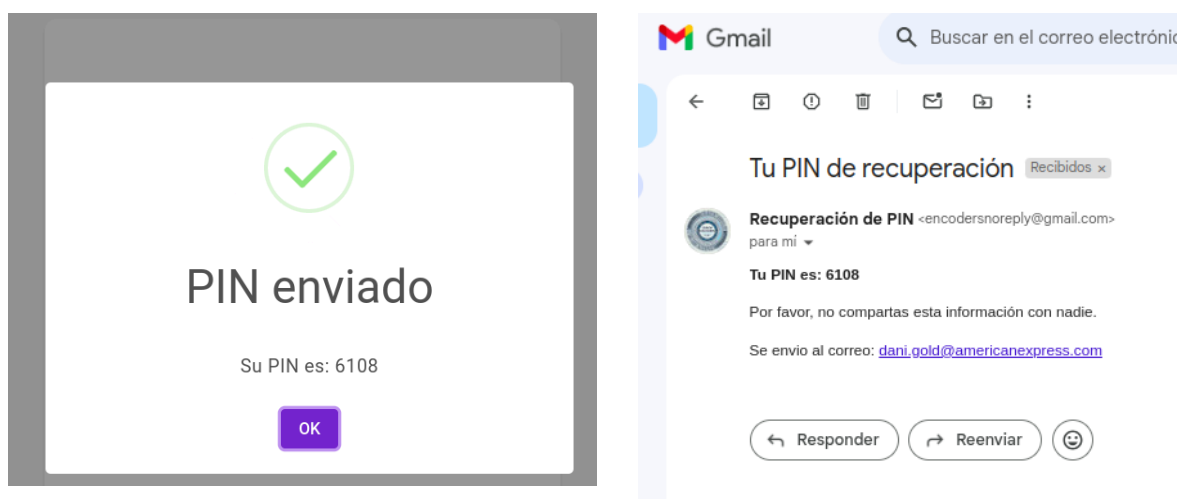 PIN enviado
Su PIN es: 6108
OK
Gmail
Buscar en el correo electrónic
Tu PIN de recuperación Recibidos ×
Recuperación de PIN <encodersnoreply@gmail.com>
para mí
Tu PIN es: 6108
Por favor, no compartas esta información con nadie.
Se envio al correo: dani.gold@americanexpress.com
Responder Reenviar